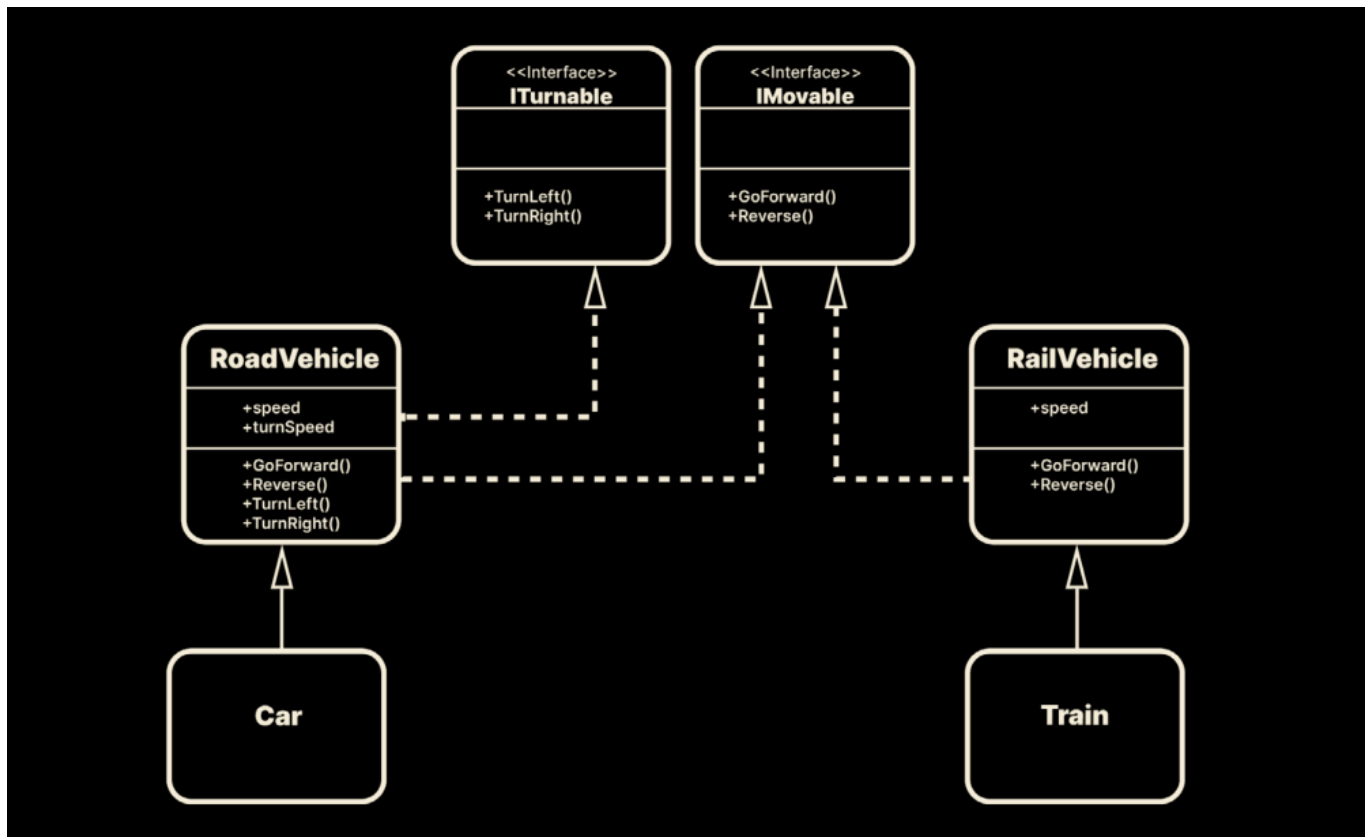 <<Interface>>
ITurnable
+TurnLeft()
+TurnRight()
<<Interface>>
IMovable
+GoForward()
+Reverse()
RoadVehicle
+speed
+turnSpeed
+GoForward()
+Reverse()
+TurnLeft()
+TurnRight()
RailVehicle
+speed
+GoForward()
+Reverse()
Car
Train